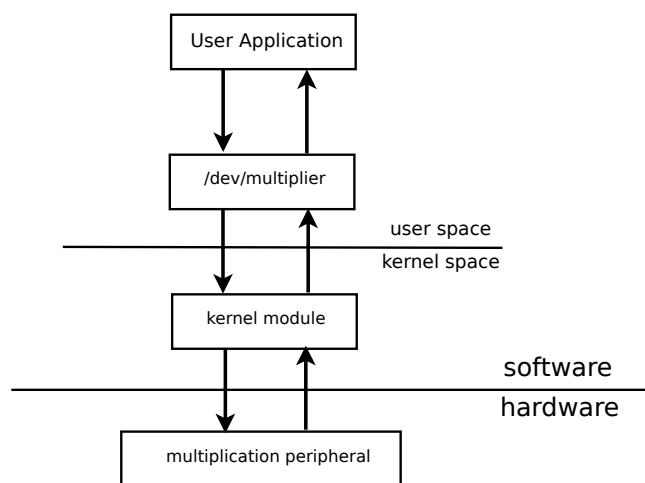 User Application
/dev/multiplier
user space
kernel space
kernel module
software
hardware
multiplication peripheral